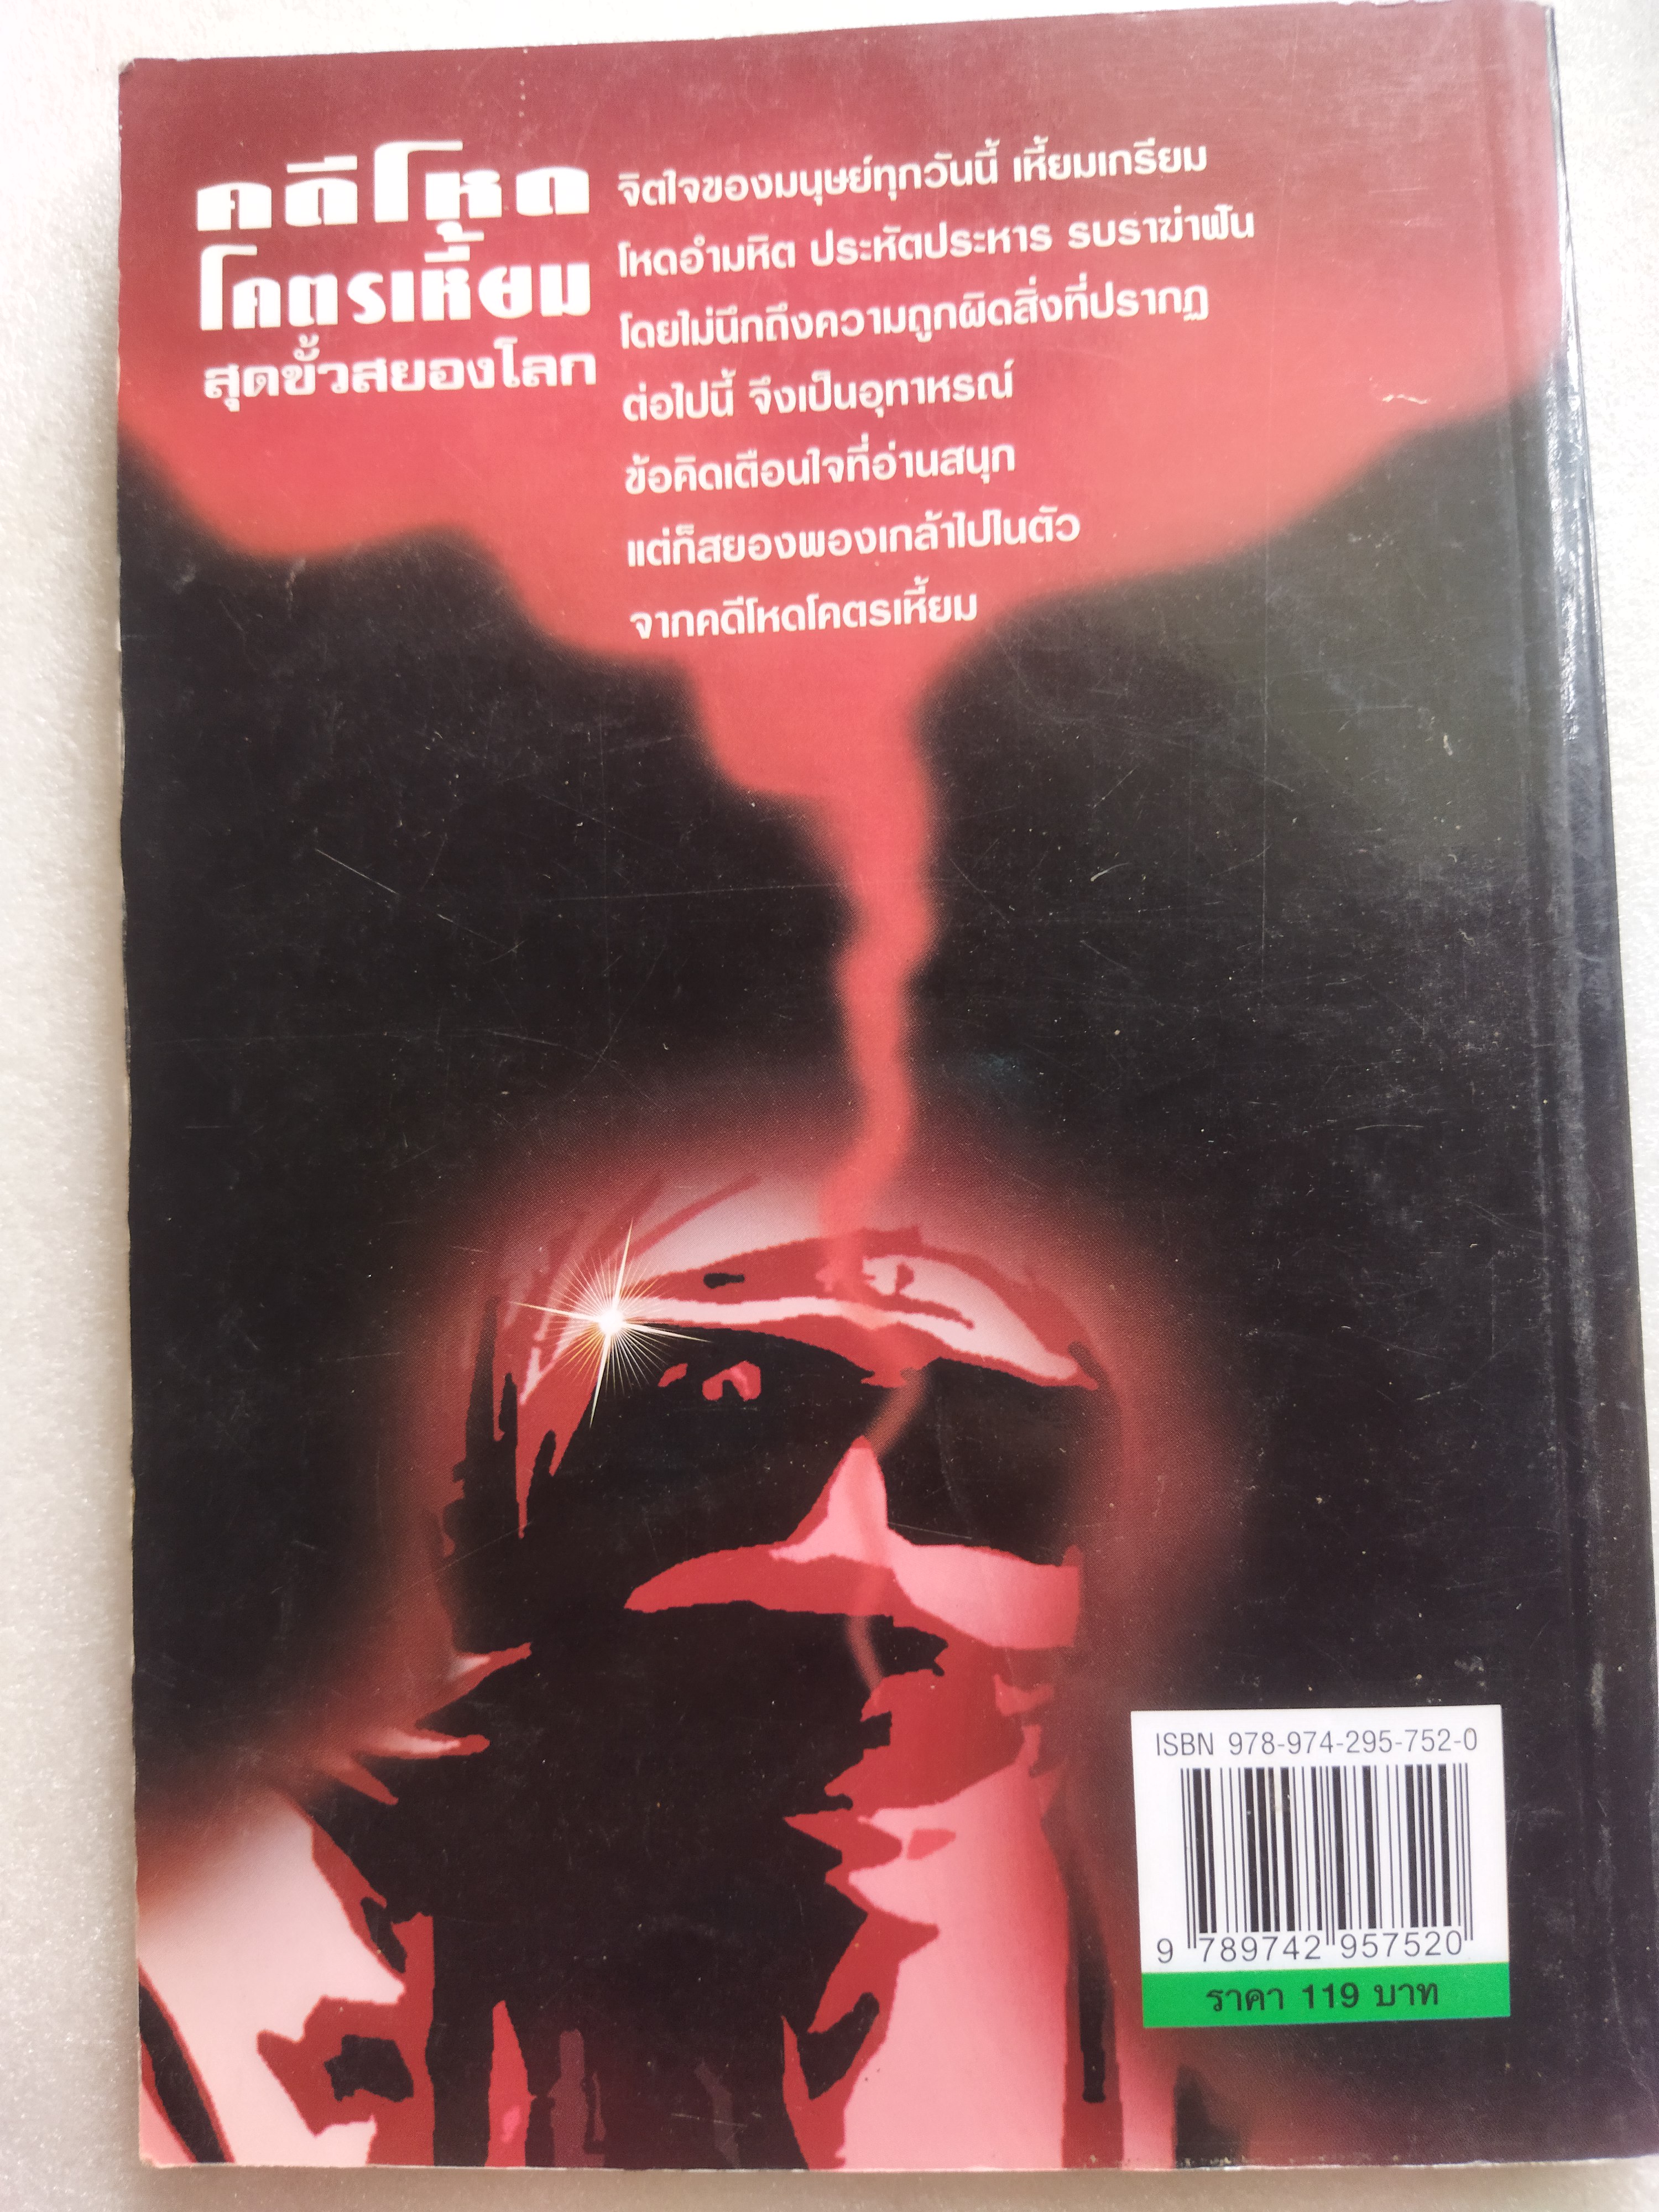 คดีโหด
โคตรเหี้ยม
สุดขั้วสยองโลก
จิตใจของมนุษย์ทุกวันนี้ เหี้ยมเกรียม
โหดอำมหิต ประหัตประหาร รบราฆ่าฟัน
โดยไม่นึกถึงความถูกผิดสิ่งที่ปรากฏ
ต่อไปนี้ จึงเป็นอุทาหรณ์
ข้อคิดเตือนใจที่อ่านสนุก
แต่ก็สยองพองเกล้าไปในตัว
จากคดีโหดโคตรเหี้ยม
ISBN 978-974-295-752-0
9 789742 957520
ราคา 119 บาท